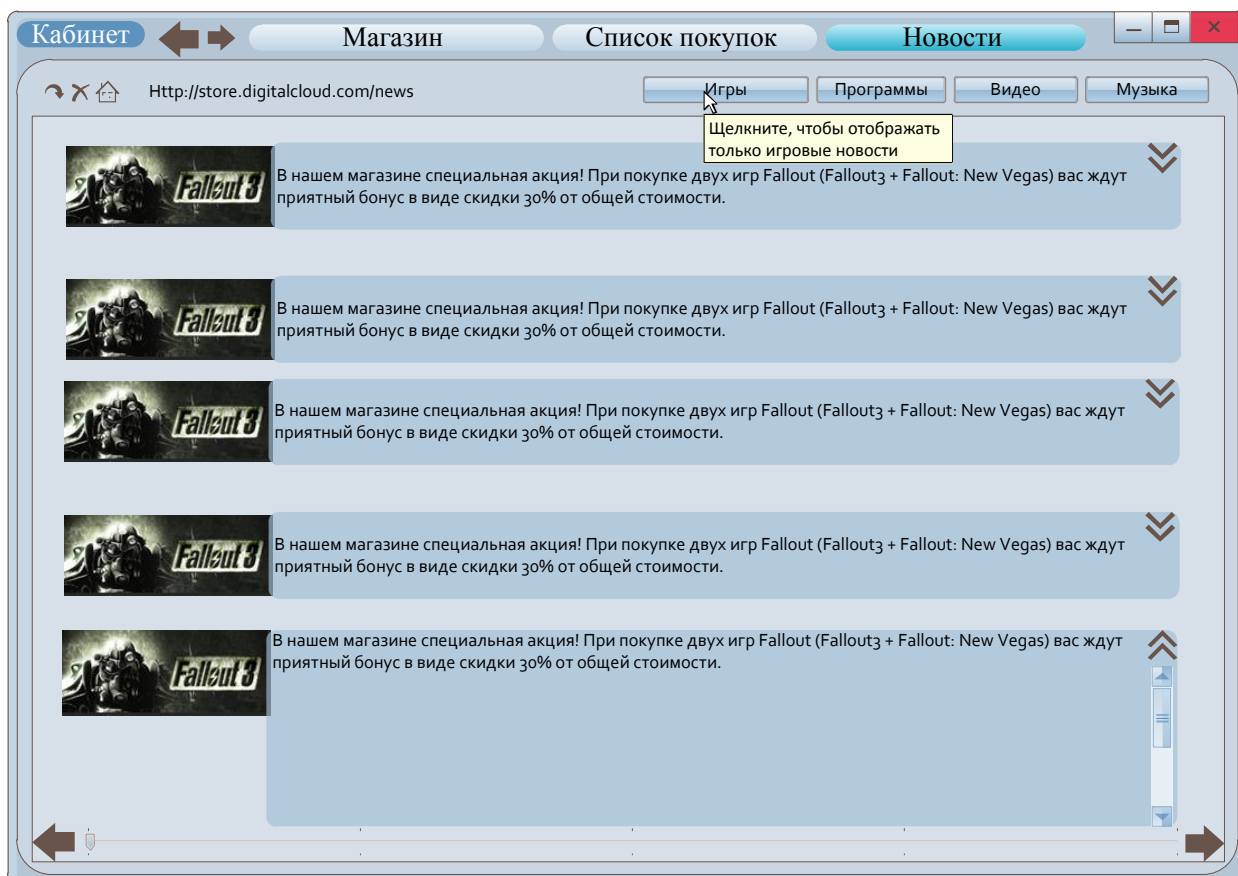 Кабинет
Магазин
Список покупок
Новости
Http://store.digitalcloud.com/news
Игры
Программы
Видео
Музыка
Щелкните, чтобы отображать
только игровые новости
Fallout 3
В нашем магазине специальная акция! При покупке двух игр Fallout (Fallout3 + Fallout: New Vegas) вас ждут
приятный бонус в виде скидки 30% от общей стоимости.
Fallout 3
В нашем магазине специальная акция! При покупке двух игр Fallout (Fallout3 + Fallout: New Vegas) вас ждут
приятный бонус в виде скидки 30% от общей стоимости.
Fallout 3
В нашем магазине специальная акция! При покупке двух игр Fallout (Fallout3 + Fallout: New Vegas) вас ждут
приятный бонус в виде скидки 30% от общей стоимости.
Fallout 3
В нашем магазине специальная акция! При покупке двух игр Fallout (Fallout3 + Fallout: New Vegas) вас ждут
приятный бонус в виде скидки 30% от общей стоимости.
Fallout 3
В нашем магазине специальная акция! При покупке двух игр Fallout (Fallout3 + Fallout: New Vegas) вас ждут
приятный бонус в виде скидки 30% от общей стоимости.